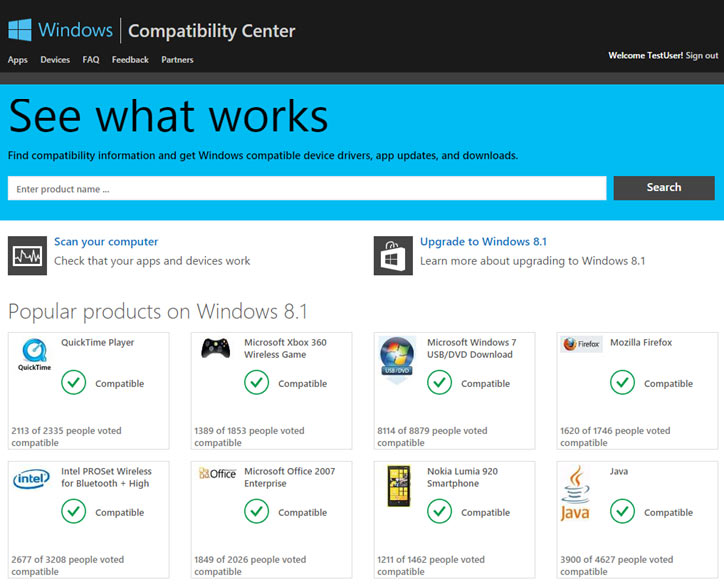 Windows Compatibility Center
Apps Devices FAQ Feedback Partners
Welcome TestUser! Sign out
See what works
Find compatibility information and get Windows compatible device drivers, app updates, and downloads.
Enter product name ...
Search
Scan your computer
Check that your apps and devices work
Upgrade to Windows 8.1
Learn more about upgrading to Windows 8.1
Popular products on Windows 8.1
QuickTime
QuickTime Player
Compatible
2113 of 2335 people voted
compatible
Microsoft Xbox 360
Wireless Game
Compatible
1389 of 1853 people voted
compatible
USB/DVD
Microsoft Windows 7
USB/DVD Download
Compatible
8114 of 8879 people voted
compatible
Firefox
Mozilla Firefox
Compatible
1620 of 1746 people voted
compatible
intel
Intel PROSet Wireless
for Bluetooth + High
Compatible
2677 of 3208 people voted
compatible
Office
Microsoft Office 2007
Enterprise
Compatible
1849 of 2026 people voted
compatible
Nokia Lumia 920
Smartphone
Compatible
1211 of 1462 people voted
compatible
Java
Java
Compatible
3900 of 4627 people voted
compatible